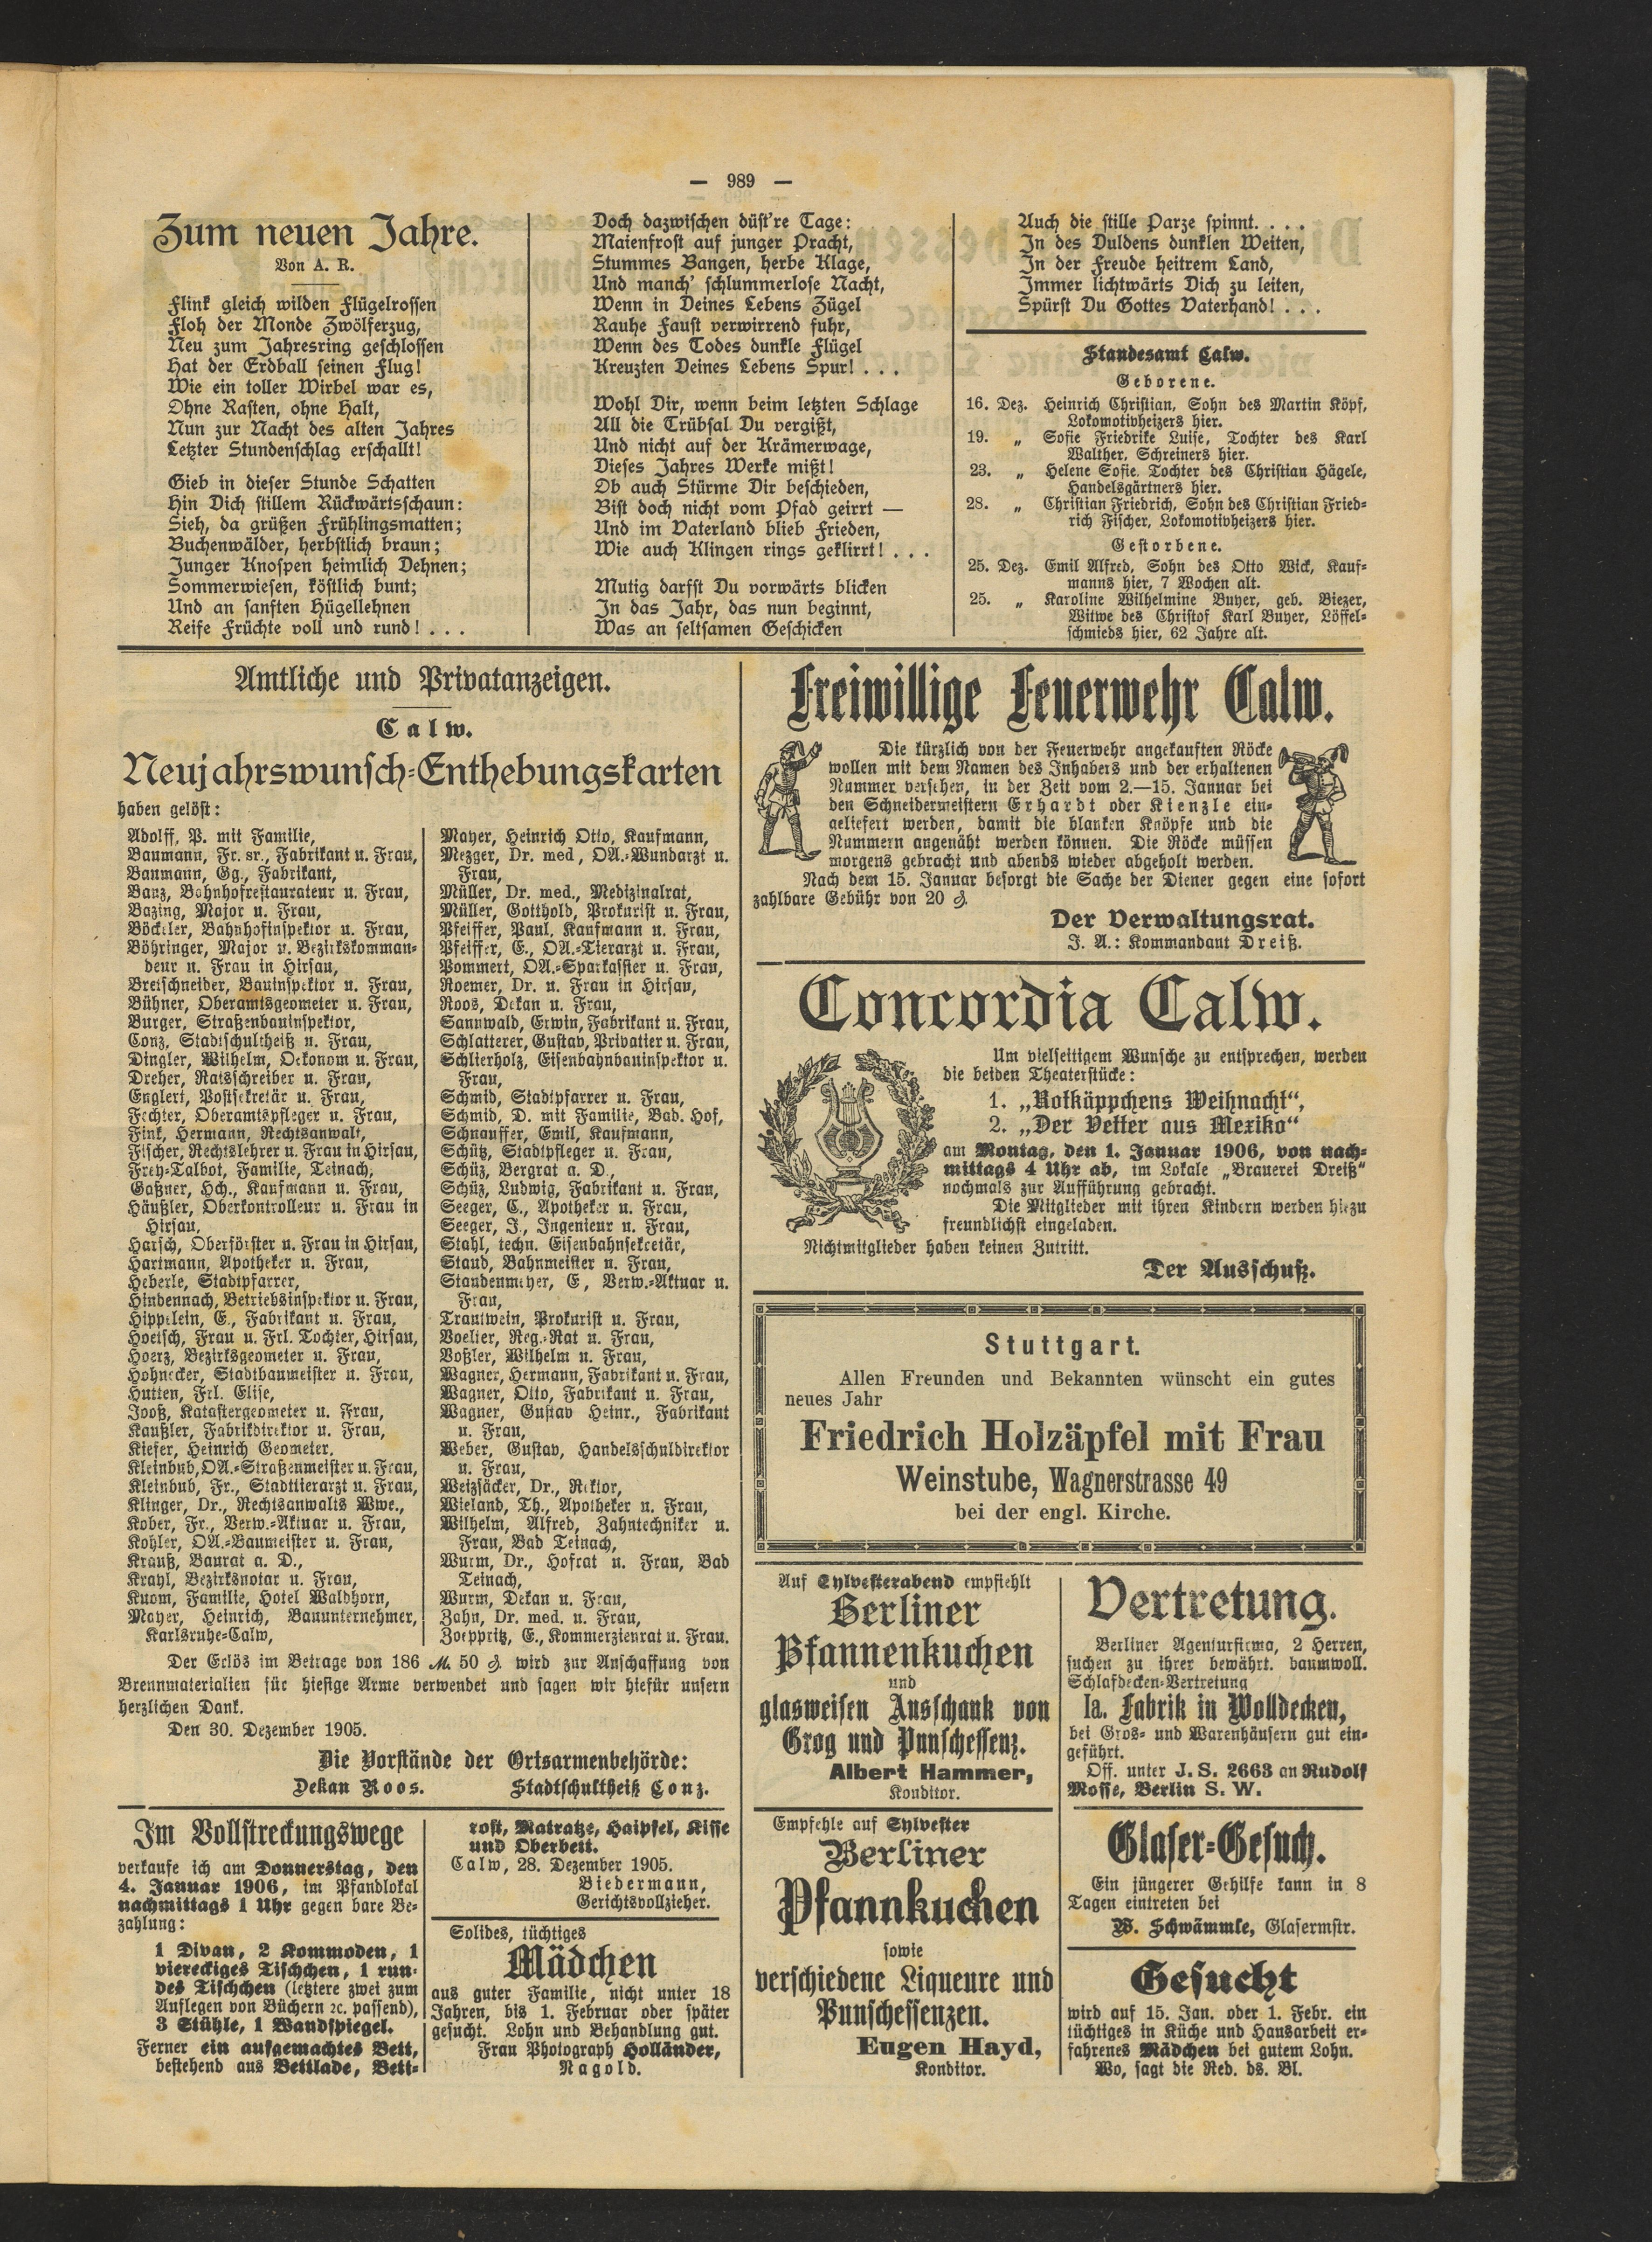 — 989 —
Zum neuen Jahre.
Von A. R.
Flink gleich wilden Flügelrossen
Floh der Monde Zwölferzug,
Neu zum Jahresring geschlossen
Hat der Erdball seinen Flug!
Wie ein toller Wirbel war es,
Ohne Rasten, ohne Halt,
Nun zur Nacht des alten Jahres
Letzter Stundenschlag erschallt!
Gieb in dieser Stunde Schatten
Hin Dich stillem Rückwärtsschaun:
Sieh, da grüßen Frühlingsmatten;
Buchenwälder, herbstlich braun;
Junger Knospen heimlich Dehnen;
Sommerwiesen, köstlich bunt;
Und an sanften Hügellehnen
Reife Früchte voll und rund! . . .
Doch dazwischen düst're Tage:
Maienfrost auf junger Pracht,
Stummes Bangen, herbe Klage,
Und manch' schlummerlose Nacht,
Wenn in Deines Lebens Zügel
Rauhe Faust verwirrend fuhr,
Wenn des Todes dunkle Flügel
Kreuzten Deines Lebens Spur! . . .
Wohl Dir, wenn beim letzten Schlage
All die Trübsal Du vergißt,
Und nicht auf der Krämerwage,
Dieses Jahres Werke mißt!
Ob auch Stürme Dir beschieden,
Bist doch nicht vom Pfad geirrt —
Und im Vaterland blieb Frieden,
Wie auch Klingen rings geklirrt! . . .
Mutig darfst Du vorwärts blicken
In das Jahr, das nun beginnt,
Was an seltsamen Geschicken
Auch die stille Parze spinnt. . . .
In des Duldens dunklen Weiten,
In der Freude heitrem Land,
Immer lichtwärts Dich zu leiten,
Spürst Du Gottes Vaterhand! . . .
Standesamt Calw.
Geborene.
16. Dez. Heinrich Christian, Sohn des Martin Köpf,
Lokomotivheizers hier.
19. „ Sofie Friedrike Luise, Tochter des Karl
Walther, Schreiners hier.
23. „ Helene Sofie, Tochter des Christian Hägele,
Handelsgärtners hier.
28. „ Christian Friedrich, Sohn des Christian Fried-
rich Fischer, Lokomotivheizers hier.
Gestorbene.
25. Dez. Emil Alfred, Sohn des Otto Wick, Kauf-
manns hier, 7 Wochen alt.
25. „ Karoline Wilhelmine Buyer, geb. Biezer,
Witwe des Christof Karl Buyer, Löffel-
schmieds hier, 62 Jahre alt.
Amtliche und Privatanzeigen.
Calw.
Neujahrswunsch-Enthebungskarten
haben gelöst:
Adolff, P. mit Familie,
Baumann, Fr. sr., Fabrikant u. Frau,
Baumann, Gg., Fabrikant,
Banz, Bahnhofrestaurateur u. Frau,
Bazing, Major u. Frau,
Böckeler, Bahnhofinspektor u. Frau,
Böhringer, Major u. Bezirkskomman-
deur u. Frau in Hirsau,
Bretschneider, Bauinspektor u. Frau,
Bühner, Oberamtsgeometer u. Frau,
Burger, Straßenbauinspektor,
Conz, Stadtschultheiß u. Frau,
Dingler, Wilhelm, Oekonom u. Frau,
Dreher, Ratsschreiber u. Frau,
Englert, Postsekretär u. Frau,
Fechter, Oberamtspfleger u. Frau,
Fink, Hermann, Rechtsanwalt,
Fischer, Rechtslehrer u. Frau in Hirsau,
Frey-Talbot, Familie, Teinach,
Gaßner, Hch., Kaufmann u. Frau,
Häußler, Oberkontrolleur u. Frau in
Hirsau,
Harsch, Oberförster u. Frau in Hirsau,
Hartmann, Apotheker u. Frau,
Heberle, Stadtpfarrer,
Hindennach, Betriebsinspektor u. Frau,
Hippelein, E., Fabrikant u. Frau,
Hoetsch, Frau u. Frl. Tochter, Hirsau,
Hoerz, Bezirksgeometer u. Frau,
Hohnecker, Stadtbaumeister u. Frau,
Hutten, Frl. Elise,
Jooß, Katastergeometer u. Frau,
Kaußler, Fabrikdirektor u. Frau,
Kiefer, Heinrich Geometer,
Kleinbub, OA.-Straßenmeister u. Frau,
Kleinbub, Fr., Stadttierarzt u. Frau,
Klinger, Dr., Rechtsanwalts Wwe.,
Kober, Fr., Verw.-Aktuar u. Frau,
Kohler, OA.-Baumeister u. Frau,
Krauß, Baurat a. D.,
Krayl, Bezirksnotar u. Frau,
Kuom, Familie, Hotel Waldhorn,
Mayer, Heinrich, Bauunternehmer,
Karlsruhe-Calw,
Mayer, Heinrich Otto, Kaufmann,
Mezger, Dr. med, OA.-Wundarzt u.
Frau,
Müller, Dr. med., Medizinalrat,
Müller, Gotthold, Prokurist u. Frau,
Pfeiffer, Paul, Kaufmann u. Frau,
Pfeiffer, E., OA.-Tierarzt u. Frau,
Pommert, OA.-Sparkassier u. Frau,
Roemer, Dr. u. Frau in Hirsau,
Roos, Dekan u. Frau,
Sannwald, Erwin, Fabrikant u. Frau,
Schlatterer, Gustav, Privatier u. Frau,
Schlierholz, Eisenbahnbauinspektor u.
Frau,
Schmid, Stadtpfarrer u. Frau,
Schmid, D. mit Familie, Bad. Hof,
Schnauffer, Emil, Kaufmann,
Schütz, Stadtpfleger u. Frau,
Schüz, Bergrat a. D.,
Schüz, Ludwig, Fabrikant u. Frau,
Seeger, C., Apotheker u. Frau,
Seeger, J., Ingenieur u. Frau,
Stahl, techn. Eisenbahnsekretär,
Staud, Bahnmeister u. Frau,
Staudenmeyer, E, Verw.-Aktuar u.
Frau,
Trautwein, Prokurist u. Frau,
Voelter, Reg.-Rat u. Frau,
Voßler, Wilhelm u. Frau,
Wagner, Hermann, Fabrikant u. Frau,
Wagner, Otto, Fabrikant u. Frau,
Wagner, Gustav Heinr., Fabrikant
u. Frau,
Weber, Gustav, Handelsschuldirektor
u. Frau,
Weizsäcker, Dr., Rektor,
Wieland, Th., Apotheker u. Frau,
Wilhelm, Alfred, Zahntechniker u.
Frau, Bad Teinach,
Wurm, Dr., Hofrat u. Frau, Bad
Teinach,
Wurm, Dekan u. Frau,
Zahn, Dr. med. u. Frau,
Zoeppritz, E., Kommerzienrat u. Frau.
Der Erlös im Betrage von 186 M. 50 ₰. wird zur Anschaffung von
Brennmaterialien für hiesige Arme verwendet und sagen wir hiefür unsern
herzlichen Dank.
Den 30. Dezember 1905.
Die Vorstände der Ortsarmenbehörde:
Dekan Roos. Stadtschultheiß Conz.
Im Vollstreckungswege
verkaufe ich am Donnerstag, den
4. Januar 1906, im Pfandlokal
nachmittags 1 Uhr gegen bare Be-
zahlung:
1 Divan, 2 Kommoden, 1
viereckiges Tischchen, 1 run-
des Tischchen (letztere zwei zum
Auflegen von Büchern ꝛc. passend),
3 Stühle, 1 Wandspiegel.
Ferner ein aufgemachtes Bett,
bestehend aus Bettlade, Bett-
rost, Matratze, Haipfel, Kisse
und Oberbett.
Calw, 28. Dezember 1905.
Biedermann,
Gerichtsvollzieher.
Solides, tüchtiges
Mädchen
aus guter Familie, nicht unter 18
Jahren, bis 1. Februar oder später
gesucht. Lohn und Behandlung gut.
Frau Photograph Holländer,
Nagold.
Freiwillige Feuerwehr Calw.
Die kürzlich von der Feuerwehr angekauften Röcke
wollen mit dem Namen des Inhabers und der erhaltenen
Nummer versehen, in der Zeit vom 2.—15. Januar bei
den Schneidermeistern Erhardt oder Kienzle ein-
geliefert werden, damit die blanken Knöpfe und die
Nummern angenäht werden können. Die Röcke müssen
morgens gebracht und abends wieder abgeholt werden.
Nach dem 15. Januar besorgt die Sache der Diener gegen eine sofort
zahlbare Gebühr von 20 ₰.
Der Verwaltungsrat.
J. A.: Kommandant Dreiß.
Concordia Calw.
Um vielseitigem Wunsche zu entsprechen, werden
die beiden Theaterstücke:
1. „Rotkäppchens Weihnacht“,
2. „Der Vetter aus Mexiko“
am Montag, den 1. Januar 1906, von nach-
mittags 4 Uhr ab, im Lokale „Brauerei Dreiß“
nochmals zur Aufführung gebracht.
Die Mitglieder mit ihren Kindern werden hiezu
freundlichst eingeladen.
Nichtmitglieder haben keinen Zutritt.
Der Ausschuß.
Stuttgart.
Allen Freunden und Bekannten wünscht ein gutes
neues Jahr
Friedrich Holzäpfel mit Frau
Weinstube, Wagnerstrasse 49
bei der engl. Kirche.
Auf Sylvesterabend empfiehlt
Berliner
Pfannenkuchen
und
glasweisen Ausschank von
Grog und Punschessenz.
Albert Hammer,
Konditor.
Empfehle auf Sylvester
Berliner
Pfannkuchen
sowie
verschiedene Liqueure und
Punschessenzen.
Eugen Hayd,
Konditor.
Vertretung.
Berliner Agenturfirma, 2 Herren,
suchen zu ihrer bewährt. baumwoll.
Schlafdecken-Vertretung
Ia. Fabrik in Wolldecken,
bei Gros- und Warenhäusern gut ein-
geführt.
Off. unter J. S. 2663 an Rudolf
Mosse, Berlin S. W.
Glaser-Gesuch.
Ein jüngerer Gehilfe kann in 8
Tagen eintreten bei
W. Schwämmle, Glasermstr.
Gesucht
wird auf 15. Jan. oder 1. Febr. ein
tüchtiges in Küche und Hausarbeit er-
fahrenes Mädchen bei gutem Lohn.
Wo, sagt die Red. ds. Bl.